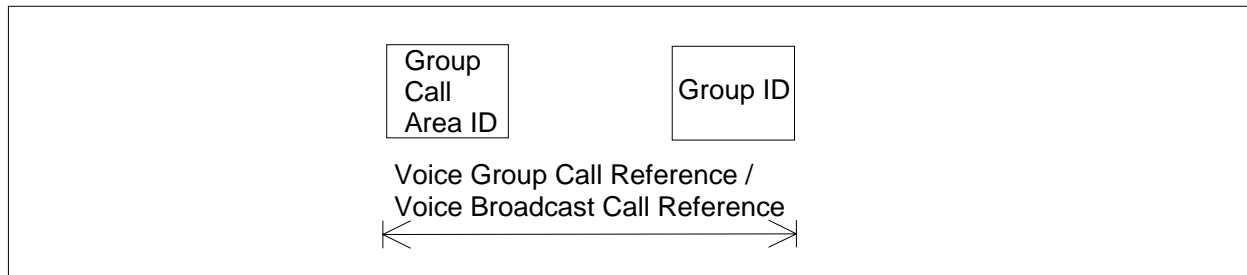 Group
Call
Area ID
Group ID
Voice Group Call Reference /
Voice Broadcast Call Reference